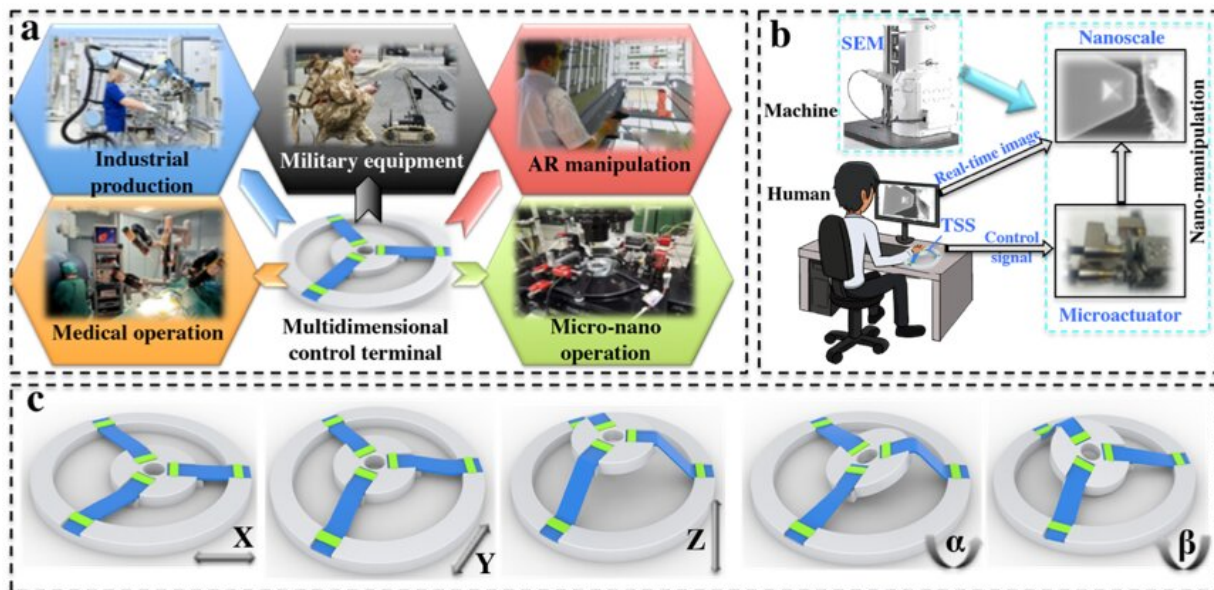 a
Industrial
production
Military equipment
AR manipulation
Medical operation
Multidimensional
control terminal
Micro-nano
operation
b
SEM
Nanoscale
Machine
Real-time image
Human
TSS
Control
signal
Nano-manipulation
Microactuator
c
X
Y
Z
α
β